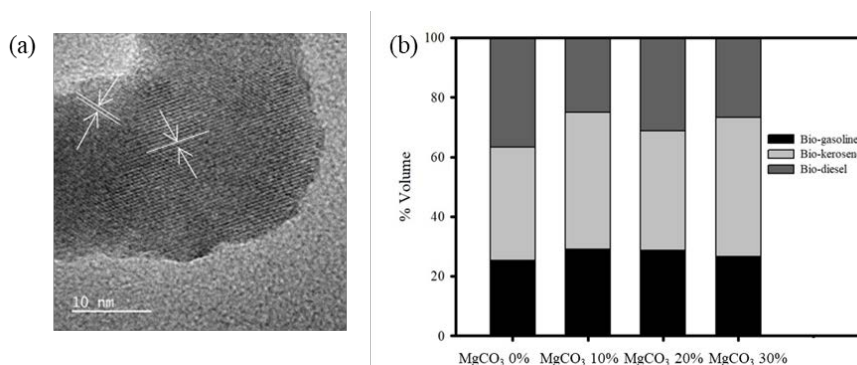 (a)
10 nm
(b)
100
80
60
40
20
0
% Volume
MgCO₃ 0% MgCO₃ 10% MgCO₃ 20% MgCO₃ 30%
Bio-gasoline
Bio-kerosen
Bio-diesel